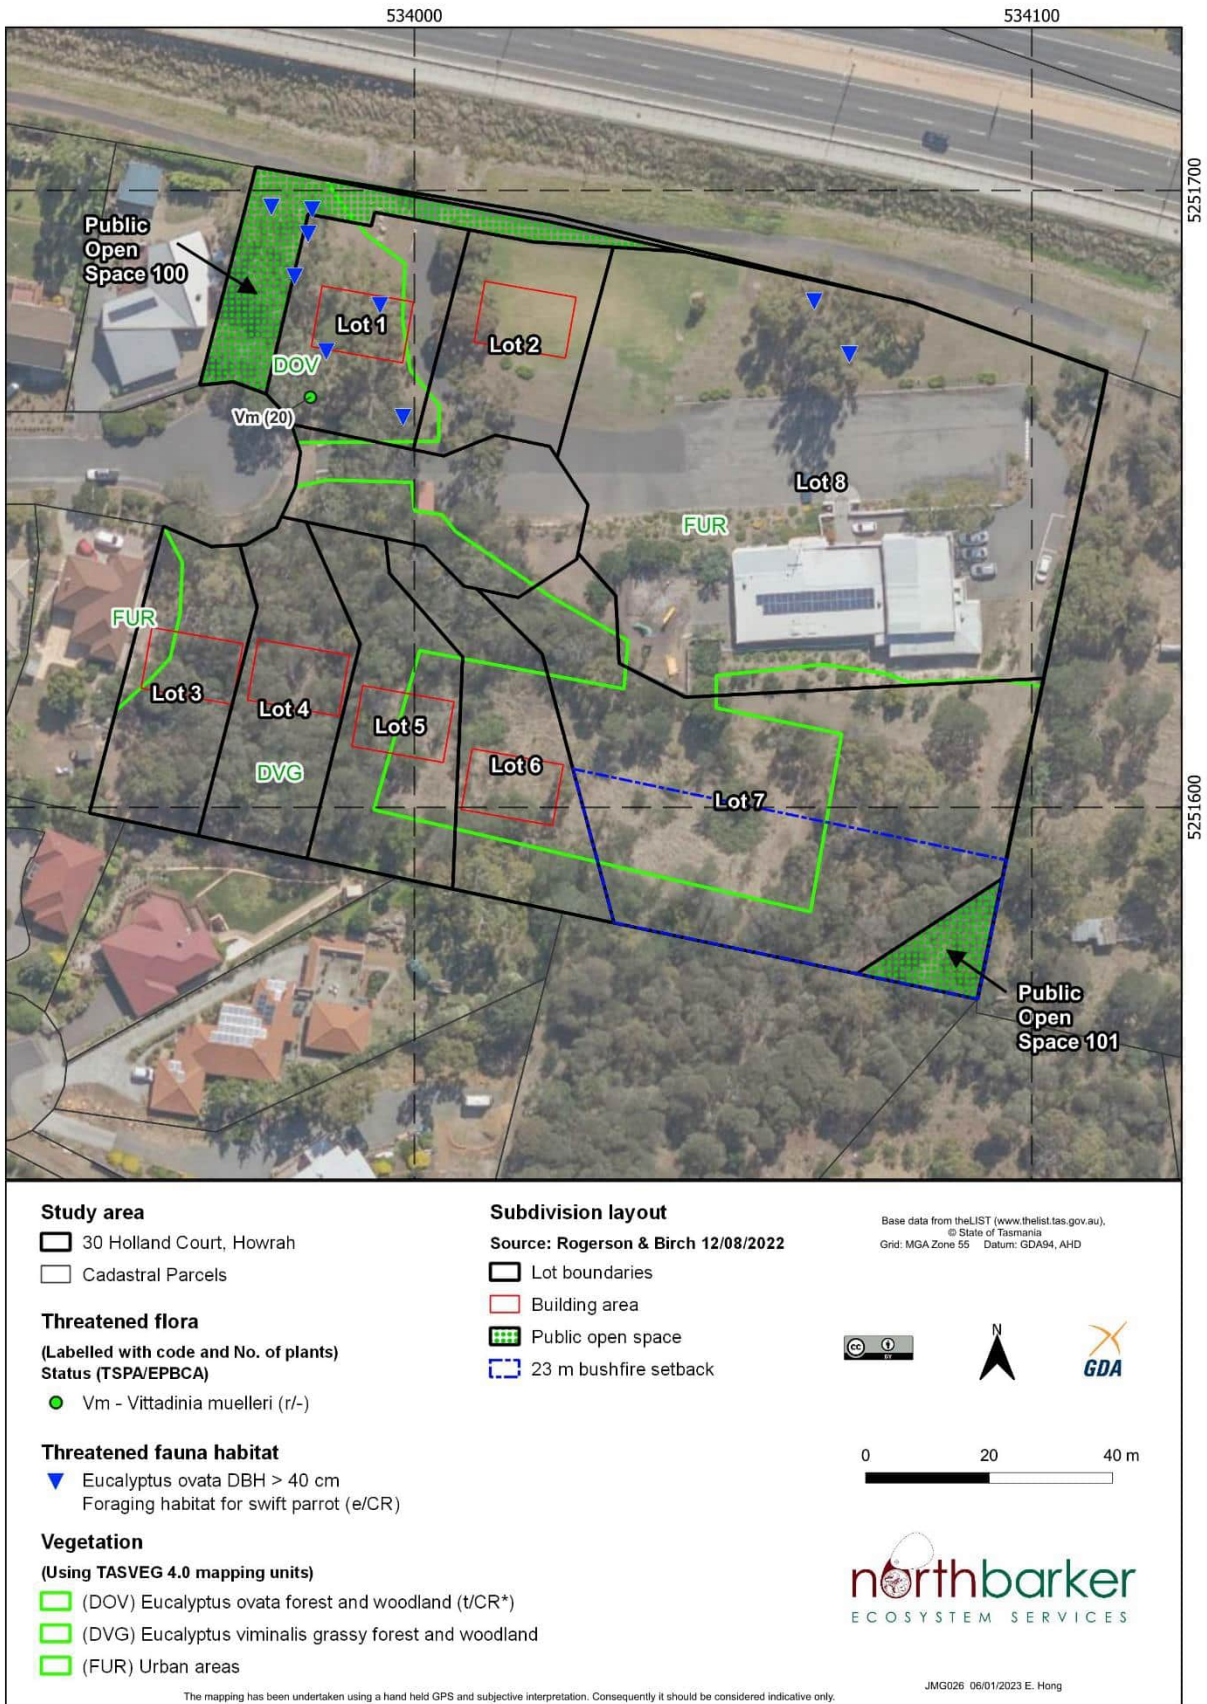 534000
534100
5251700
Public
Open
Space 100
Lot 1
Lot 2
DOV
Vm (20)
Lot 8
FUR
FUR
Lot 3
Lot 4
Lot 5
Lot 6
DVG
Lot 7
5251600
Public
Open
Space 101
Study area
30 Holland Court, Howrah
Cadastral Parcels
Threatened flora
(Labelled with code and No. of plants)
Status (TSPA/EPBCA)
Vm - Vittadinia muelleri (r/-)
Threatened fauna habitat
Eucalyptus ovata DBH > 40 cm
Foraging habitat for swift parrot (e/CR)
Vegetation
(Using TASVEG 4.0 mapping units)
(DOV) Eucalyptus ovata forest and woodland (t/CR*)
(DVG) Eucalyptus viminalis grassy forest and woodland
(FUR) Urban areas
Subdivision layout
Source: Rogerson & Birch 12/08/2022
Lot boundaries
Building area
Public open space
23 m bushfire setback
Base data from theLIST (www.thelist.tas.gov.au),
© State of Tasmania
Grid: MGA Zone 55 Datum: GDA94, AHD
cc
BY
N
GDA
0 20 40 m
northbarker
ECOSYSTEM SERVICES
JMG026 06/01/2023 E. Hong
The mapping has been undertaken using a hand held GPS and subjective interpretation. Consequently it should be considered indicative only.